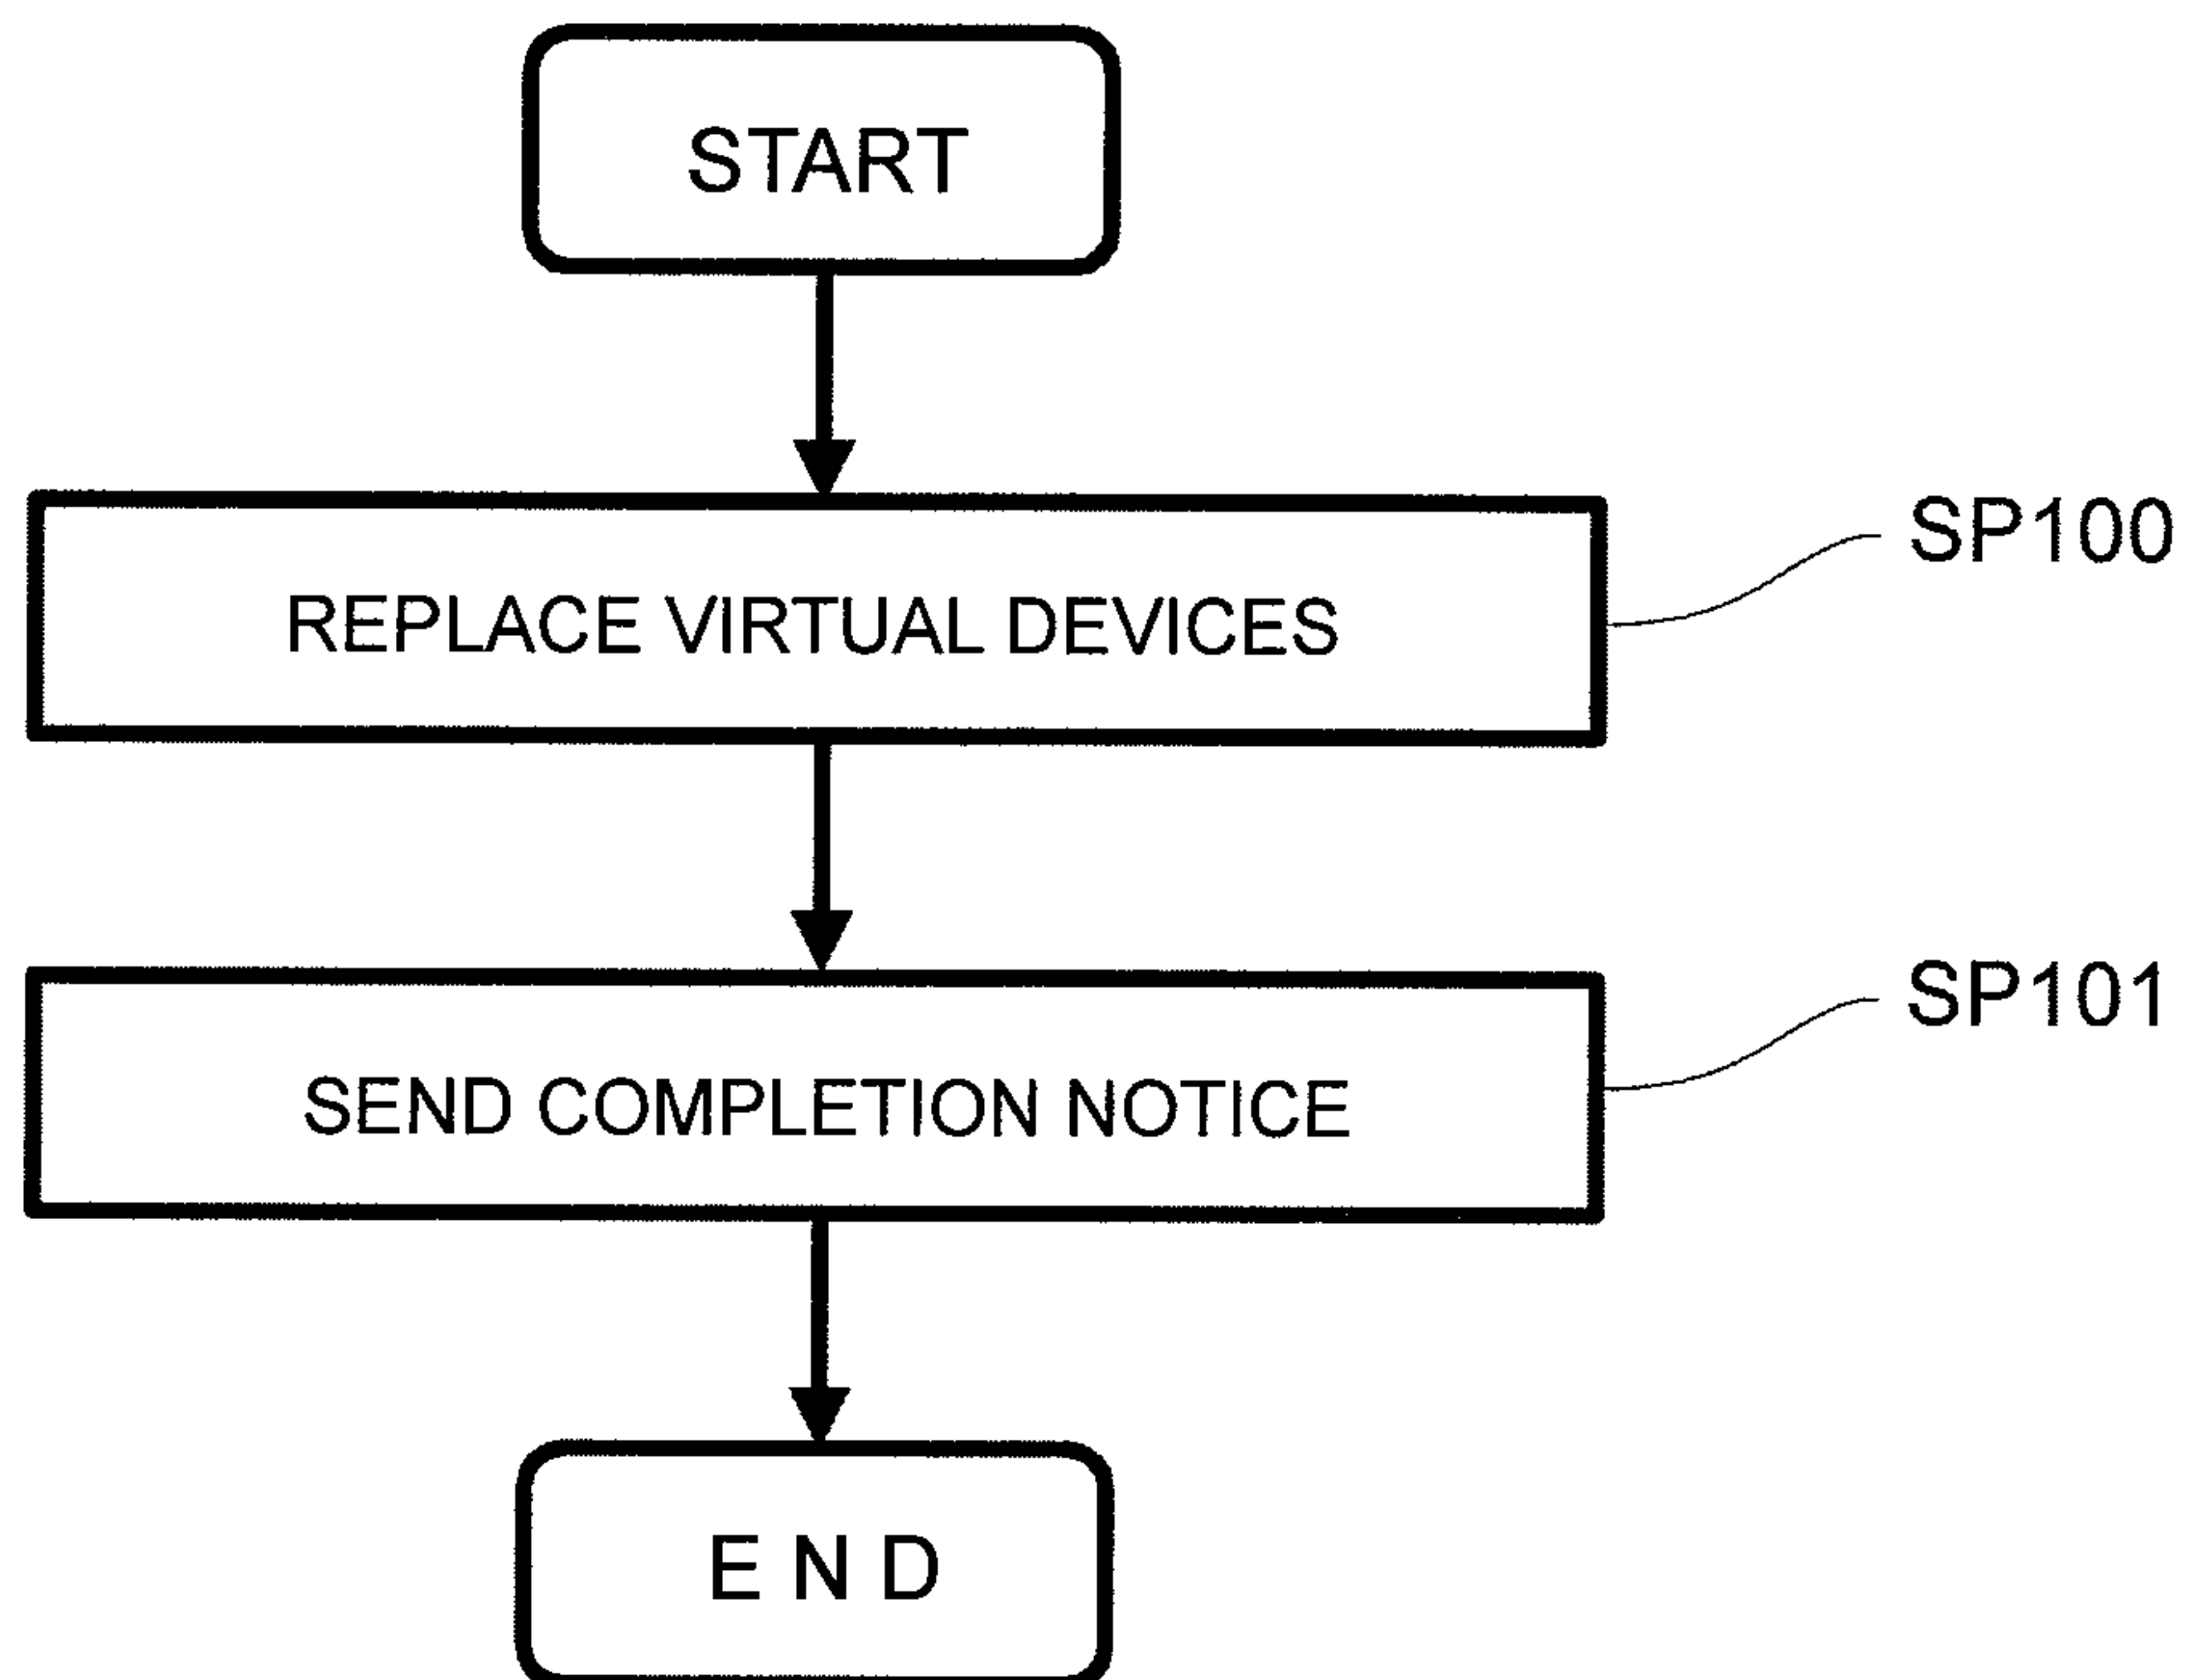 START
REPLACE VIRTUAL DEVICES
SP100
SEND COMPLETION NOTICE
SP101
E N D